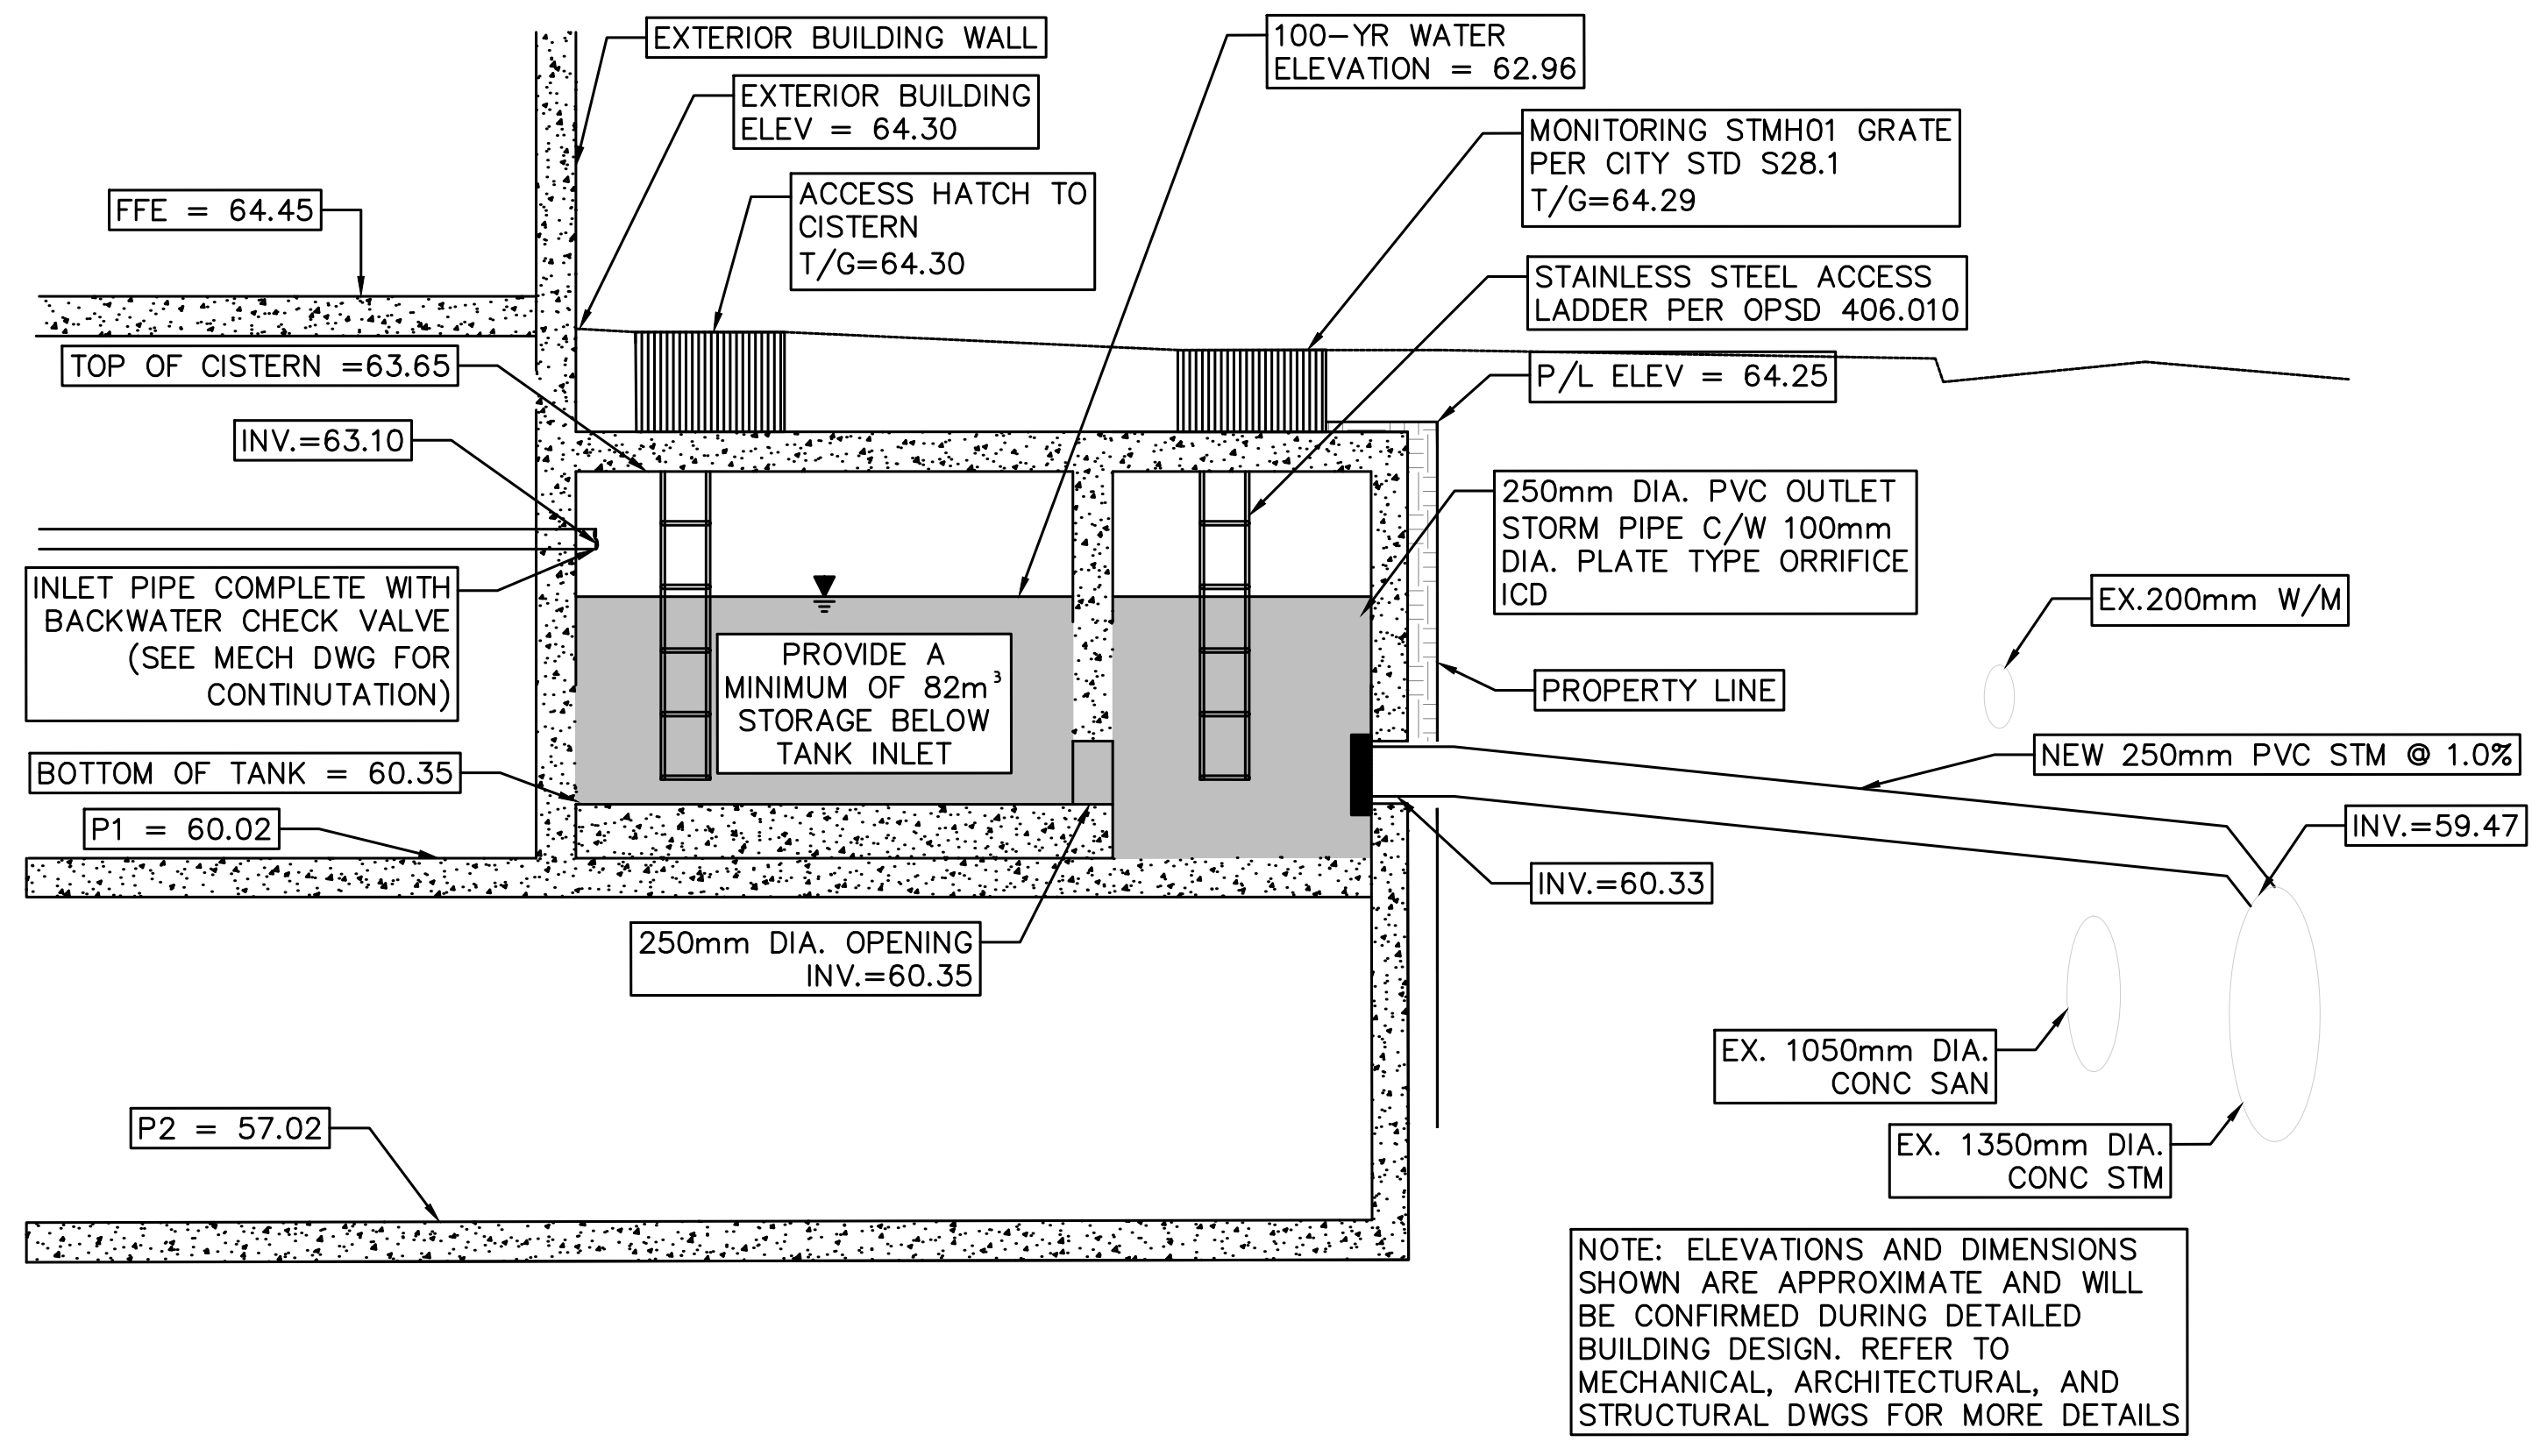 EXTERIOR BUILDING WALL
100-YR WATER
ELEVATION = 62.96
EXTERIOR BUILDING
ELEV = 64.30
MONITORING STMH01 GRATE
PER CITY STD S28.1
T/G=64.29
ACCESS HATCH TO
CISTERN
T/G=64.30
FFE = 64.45
STAINLESS STEEL ACCESS
LADDER PER OPSD 406.010
TOP OF CISTERN =63.65
P/L ELEV = 64.25
INV.=63.10
250mm DIA. PVC OUTLET
STORM PIPE C/W 100mm
DIA. PLATE TYPE ORRIFICE
ICD
INLET PIPE COMPLETE WITH
BACKWATER CHECK VALVE
(SEE MECH DWG FOR
CONTINUTATION)
EX.200mm W/M
PROVIDE A
MINIMUM OF 82m³
STORAGE BELOW
TANK INLET
PROPERTY LINE
BOTTOM OF TANK = 60.35
NEW 250mm PVC STM @ 1.0%
P1 = 60.02
INV.=59.47
INV.=60.33
250mm DIA. OPENING
INV.=60.35
EX. 1050mm DIA.
CONC SAN
P2 = 57.02
EX. 1350mm DIA.
CONC STM
NOTE: ELEVATIONS AND DIMENSIONS
SHOWN ARE APPROXIMATE AND WILL
BE CONFIRMED DURING DETAILED
BUILDING DESIGN. REFER TO
MECHANICAL, ARCHITECTURAL, AND
STRUCTURAL DWGS FOR MORE DETAILS